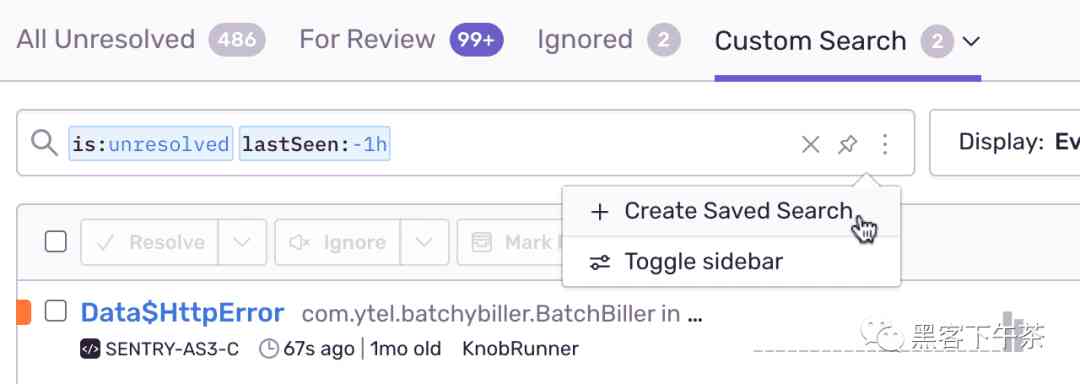 All Unresolved 486 For Review 99+ Ignored 2 Custom Search 2
is:unresolved lastSeen:-1h Display: Ev
Create Saved Search
Resolve Ignore Mark
Toggle sidebar
Data$HttpError com.ytel.batchybiller.BatchBiller in ...
SENTRY-AS3-C 67s ago | 1mo old KnobRunner
黑客下午茶